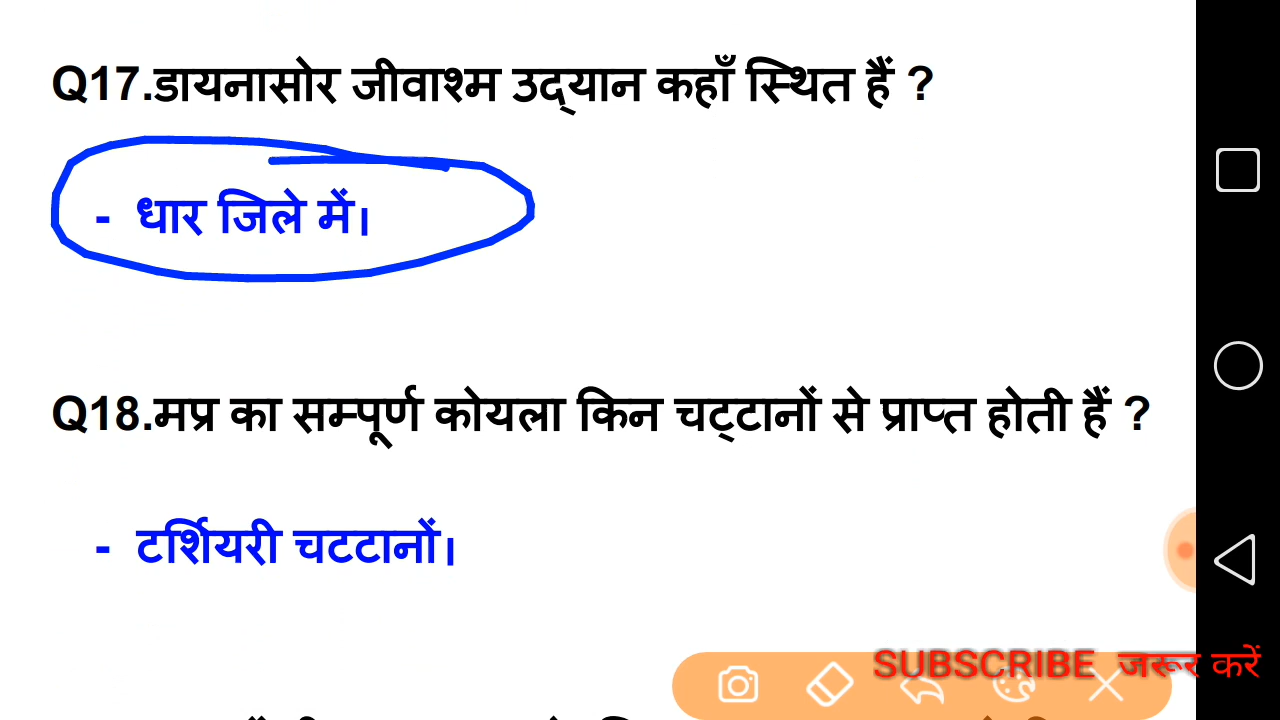 Q17.डायनासोर जीवाश्म उद्यान कहाँ स्थित हैं ?
- धार जिले में।
Q18.मप्र का सम्पूर्ण कोयला किन चट्टानों से प्राप्त होती हैं ?
- टर्शियरी चटटानों।
SUBSCRIBE जरूर करें